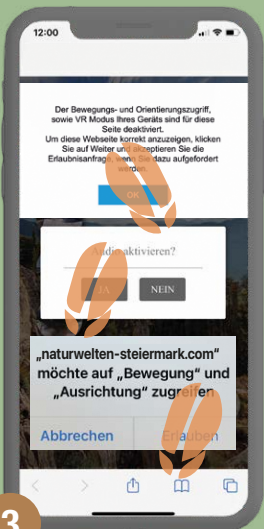 12:00
Der Bewegungs- und Orientierungszugriff,
sowie VR Modus Ihres Geräts sind für diese
Seite deaktiviert.
Um diese Webseite korrekt anzuzeigen, klicken
Sie auf Weiter und akzeptieren Sie die
Erlaubnisanfrage, wenn Sie dazu aufgefordert
werden.
OK
Audio aktivieren?
JA NEIN
„naturwelten-steiermark.com“
möchte auf „Bewegung“ und
„Ausrichtung“ zugreifen
Abbrechen Erlauben
3